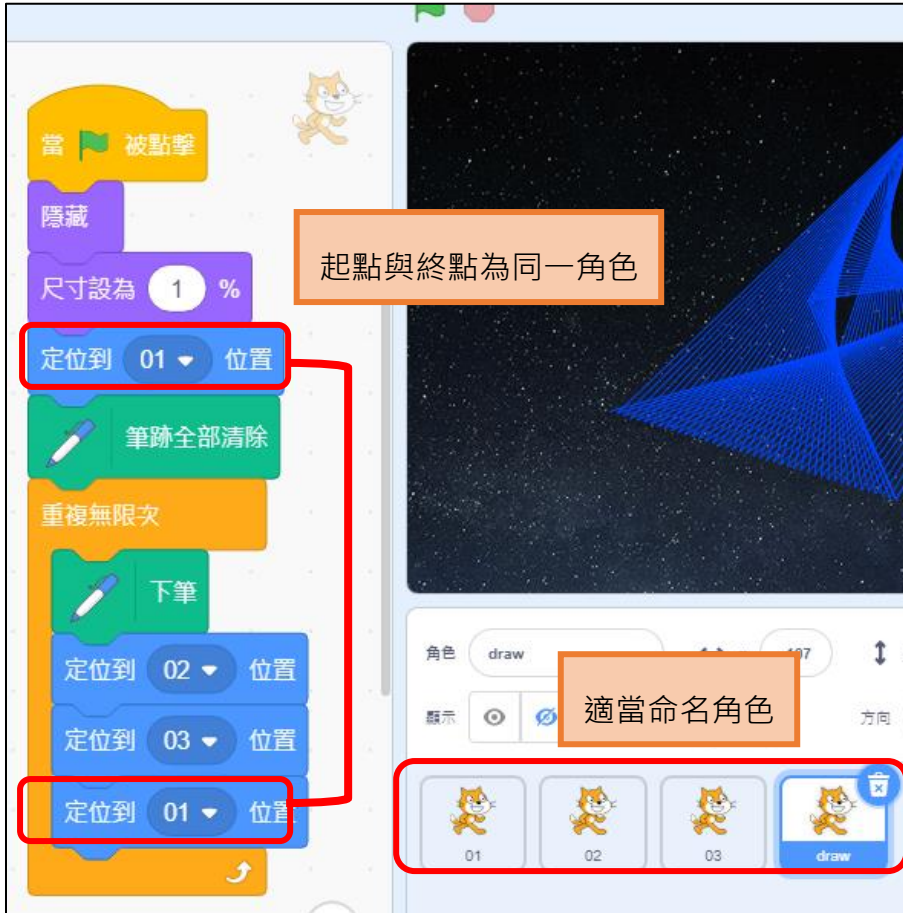 當 被點擊
隱藏
尺寸設為 1 %
定位到 01 位置
筆跡全部清除
重複無限次
下筆
定位到 02 位置
定位到 03 位置
定位到 01 位置
起點與終點為同一角色
角色 draw
顯示
適當命名角色
方向
01
02
03
draw